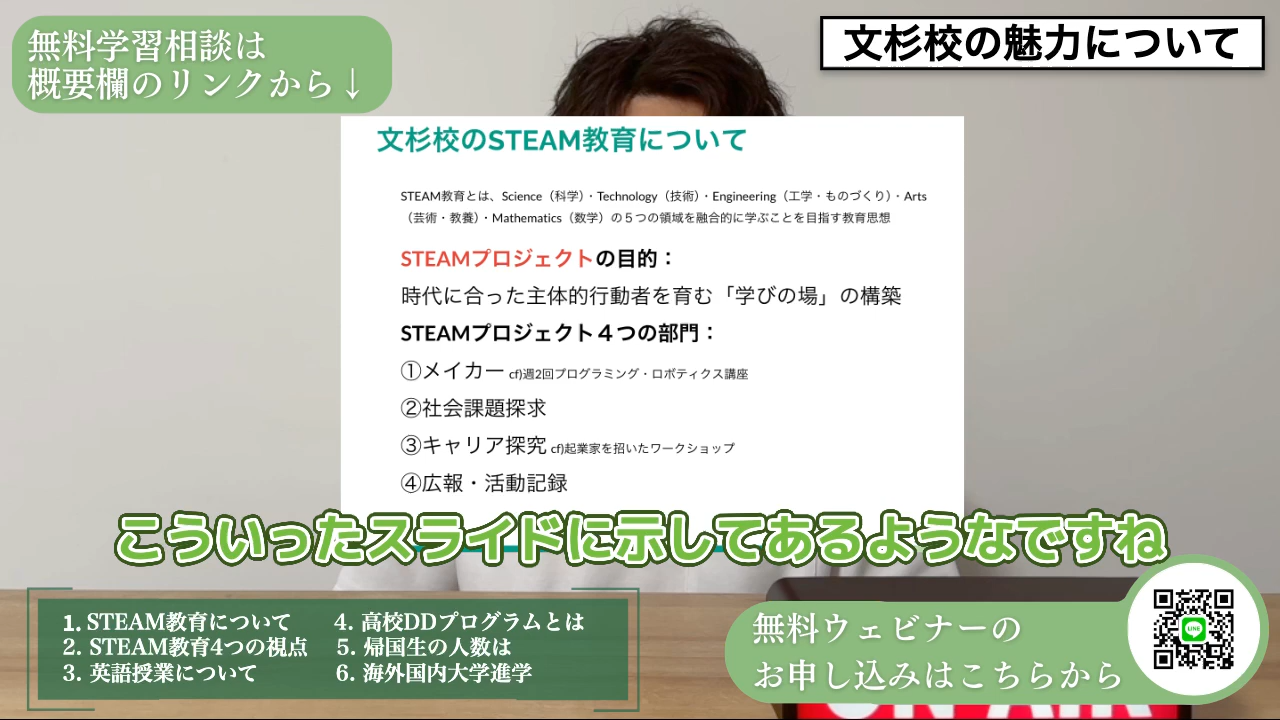 無料学習相談は
概要欄のリンクから↓
文杉校の魅力について
文杉校のSTEAM教育について
STEAM教育とは、Science（科学）・Technology（技術）・Engineering（工学・ものづくり）・Arts
（芸術・教養）・Mathematics（数学）の５つの領域を融合的に学ぶことを目指す教育思想
STEAMプロジェクトの目的：
時代に合った主体的行動者を育む「学びの場」の構築
STEAMプロジェクト４つの部門：
①メイカー cf)週2回プログラミング・ロボティクス講座
②社会課題探求
③キャリア探究 cf)起業家を招いたワークショップ
④広報・活動記録
こういったスライドに示してあるようなですね
1. STEAM教育について
2. STEAM教育4つの視点
3. 英語授業について
4. 高校DDプログラムとは
5. 帰国生の人数は
6. 海外国内大学進学
無料ウェビナーの
お申し込みはこちらから
LINE
ON AIR